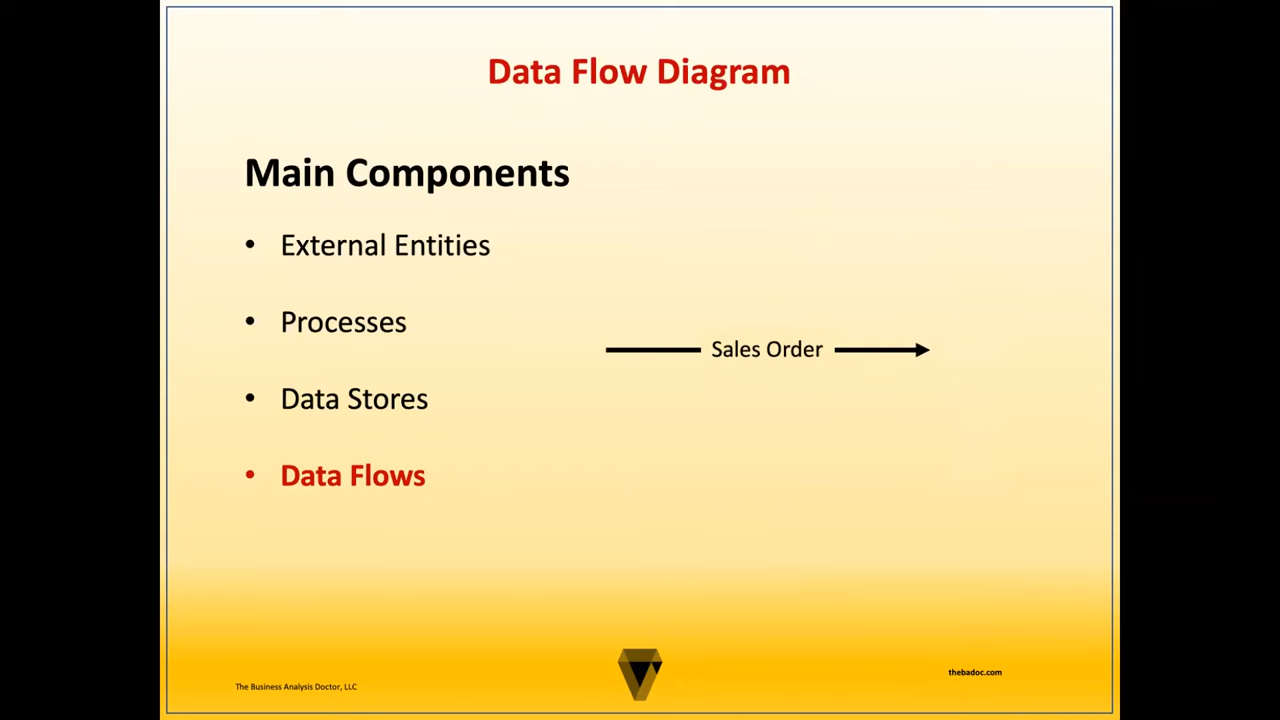 Data Flow Diagram
Main Components
• External Entities
• Processes
Sales Order
• Data Stores
• Data Flows
The Business Analysis Doctor, LLC
thebadoc.com